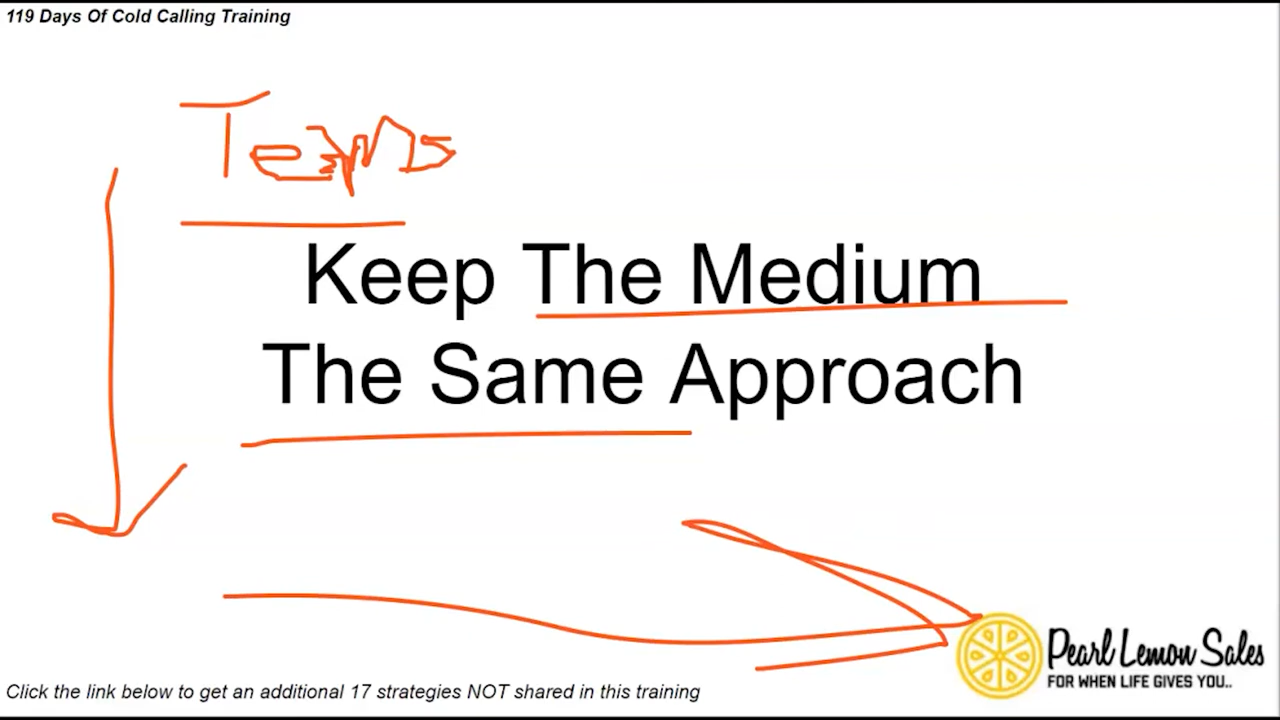 119 Days Of Cold Calling Training
Keep The Medium
The Same Approach
Pearl Lemon Sales
FOR WHEN LIFE GIVES YOU..
Click the link below to get an additional 17 strategies NOT shared in this training